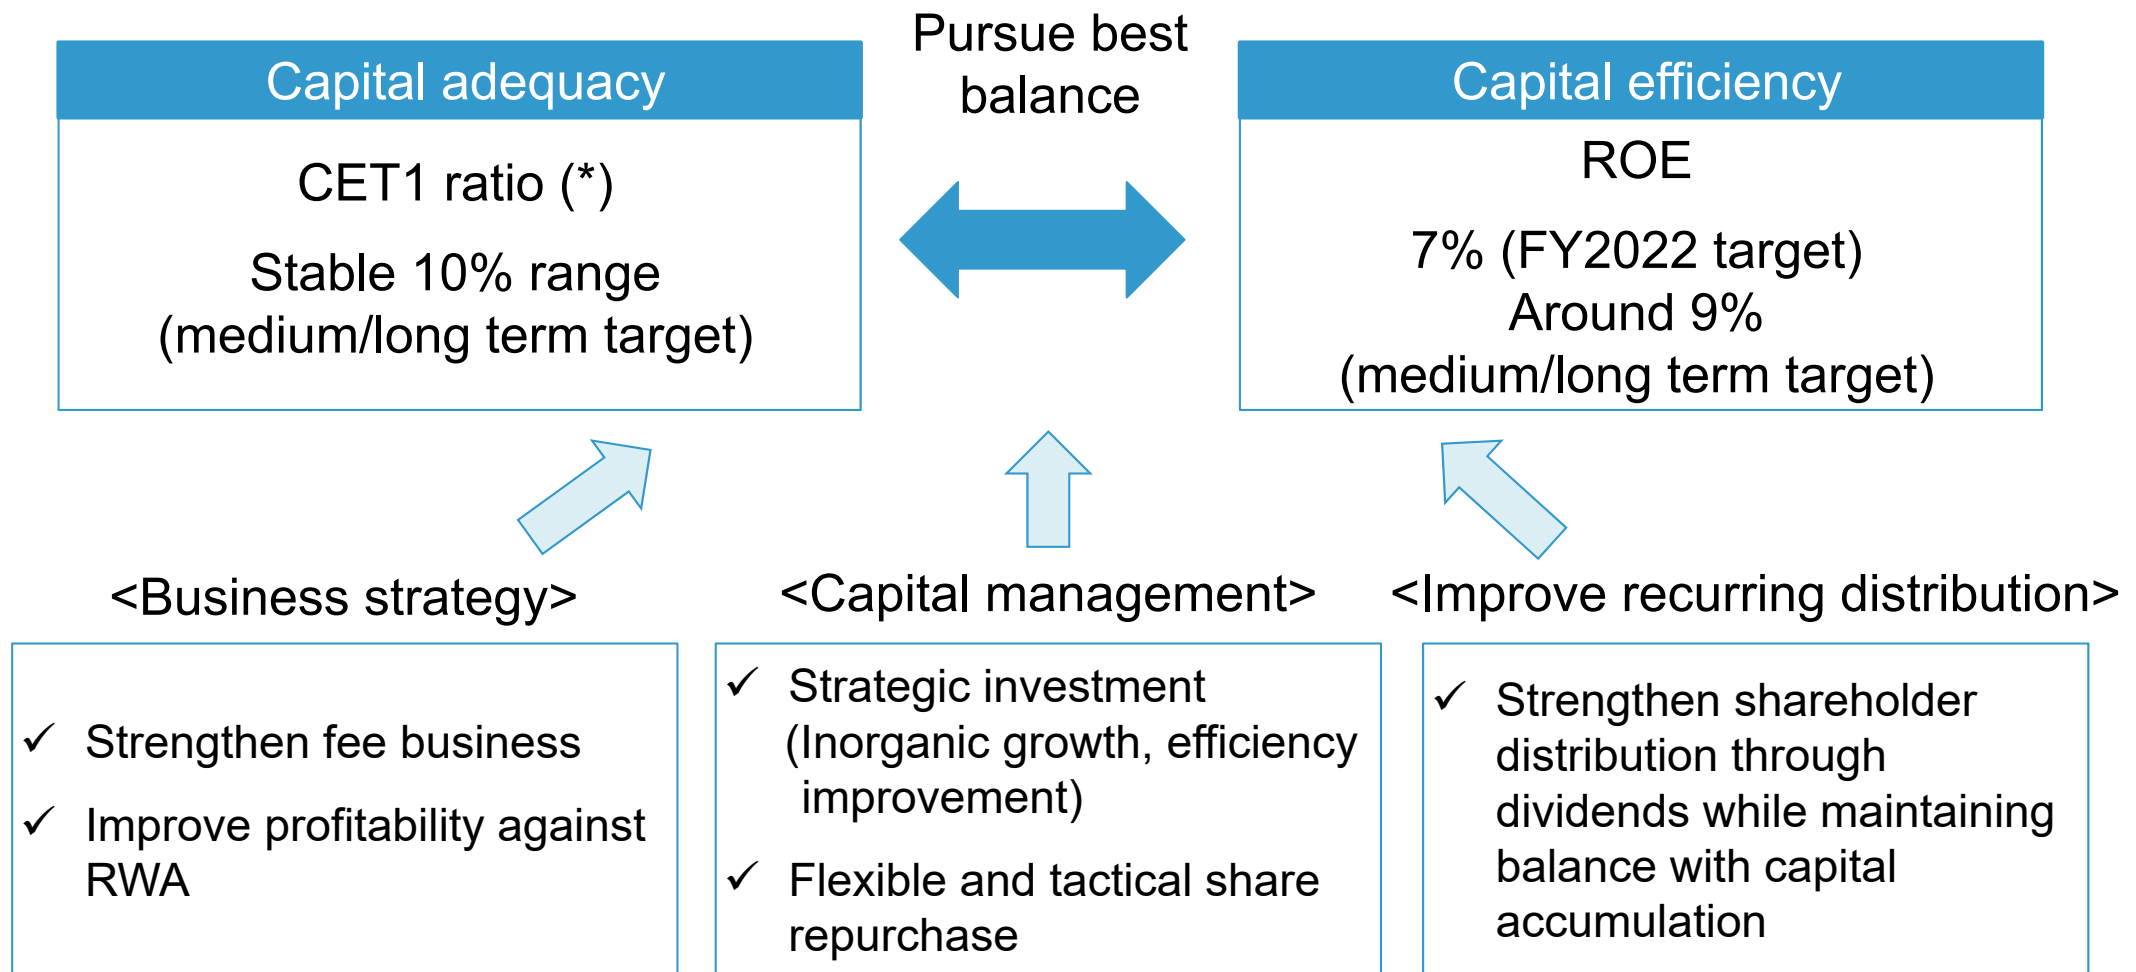 Capital adequacy
CET1 ratio (*)
Stable 10% range
(medium/long term target)
Pursue best
balance
Capital efficiency
ROE
7% (FY2022 target)
Around 9%
(medium/long term target)
<Business strategy>
✓ Strengthen fee business
✓ Improve profitability against
RWA
<Capital management>
✓ Strategic investment
(Inorganic growth, efficiency
improvement)
✓ Flexible and tactical share
repurchase
<Improve recurring distribution>
✓ Strengthen shareholder
distribution through
dividends while maintaining
balance with capital
accumulation